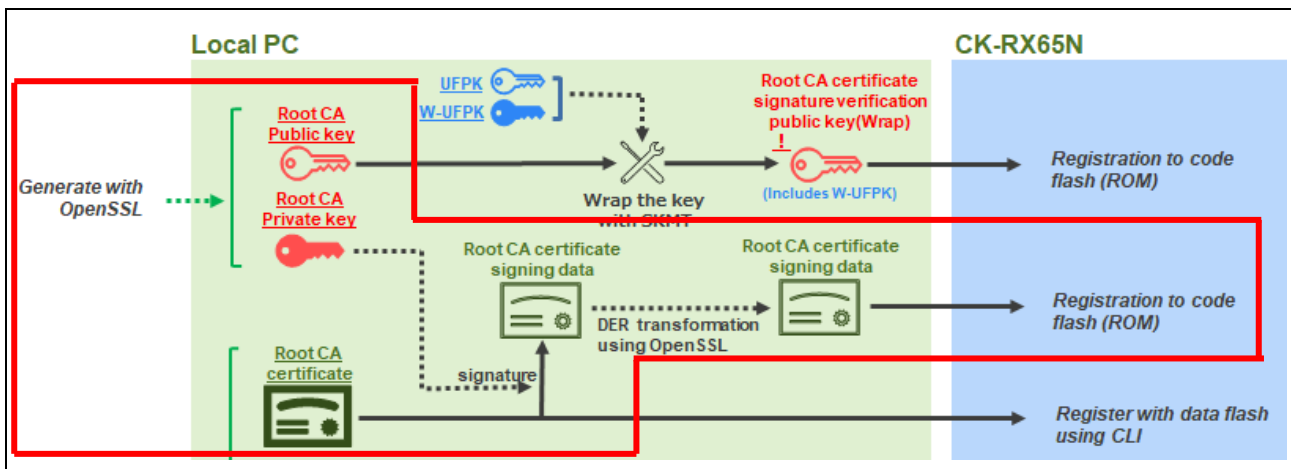 Local PC
CK-RX65N
UFPK
W-UFPK
Root CA
Public key
Root CA certificate
signature verification
public key(Wrap)
!
Generate with
OpenSSL
Root CA
Private key
Wrap the key
with SKMT
(Includes W-UFPK)
Registration to code
flash (ROM)
Root CA certificate
signing data
Root CA certificate
signing data
DER transformation
using OpenSSL
Registration to code
flash (ROM)
Root CA
certificate
signature
Register with data flash
using CLI